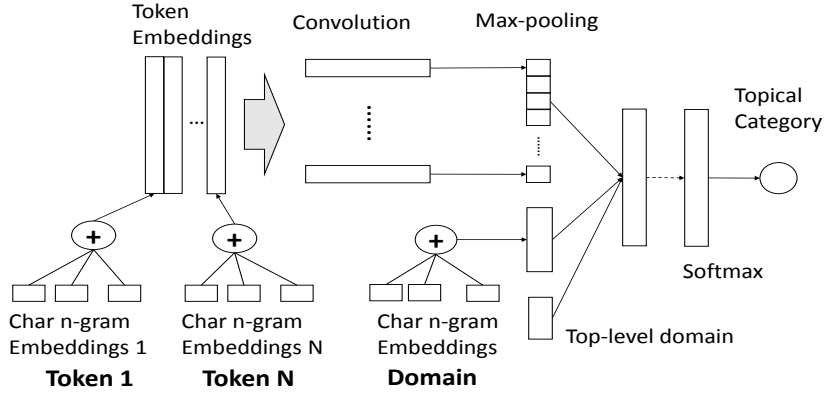 Token
Embeddings
Convolution
Max-pooling
...
Topical
Category
+
+
+
Softmax
Char n-gram
Embeddings 1
Char n-gram
Embeddings N
Char n-gram
Embeddings
Top-level domain
Token 1
Token N
Domain